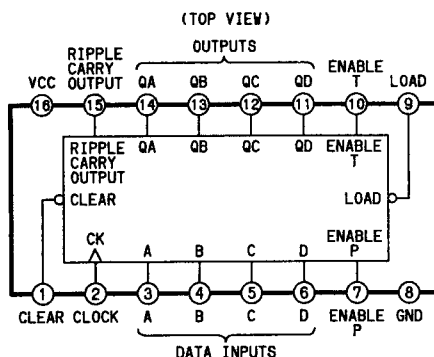 (TOP VIEW)
OUTPUTS
RIPPLE
CARRY
OUTPUT
ENABLE
T
VCC
QA
QB
QC
QD
LOAD
16
15
14
13
12
11
10
9
RIPPLE
CARRY
OUTPUT
QA
QB
QC
QD
ENABLE
T
CLEAR
LOAD
CK
A
B
C
D
ENABLE
P
1
2
3
4
5
6
7
8
CLEAR
CLOCK
A
B
C
D
ENABLE
P
GND
DATA INPUTS